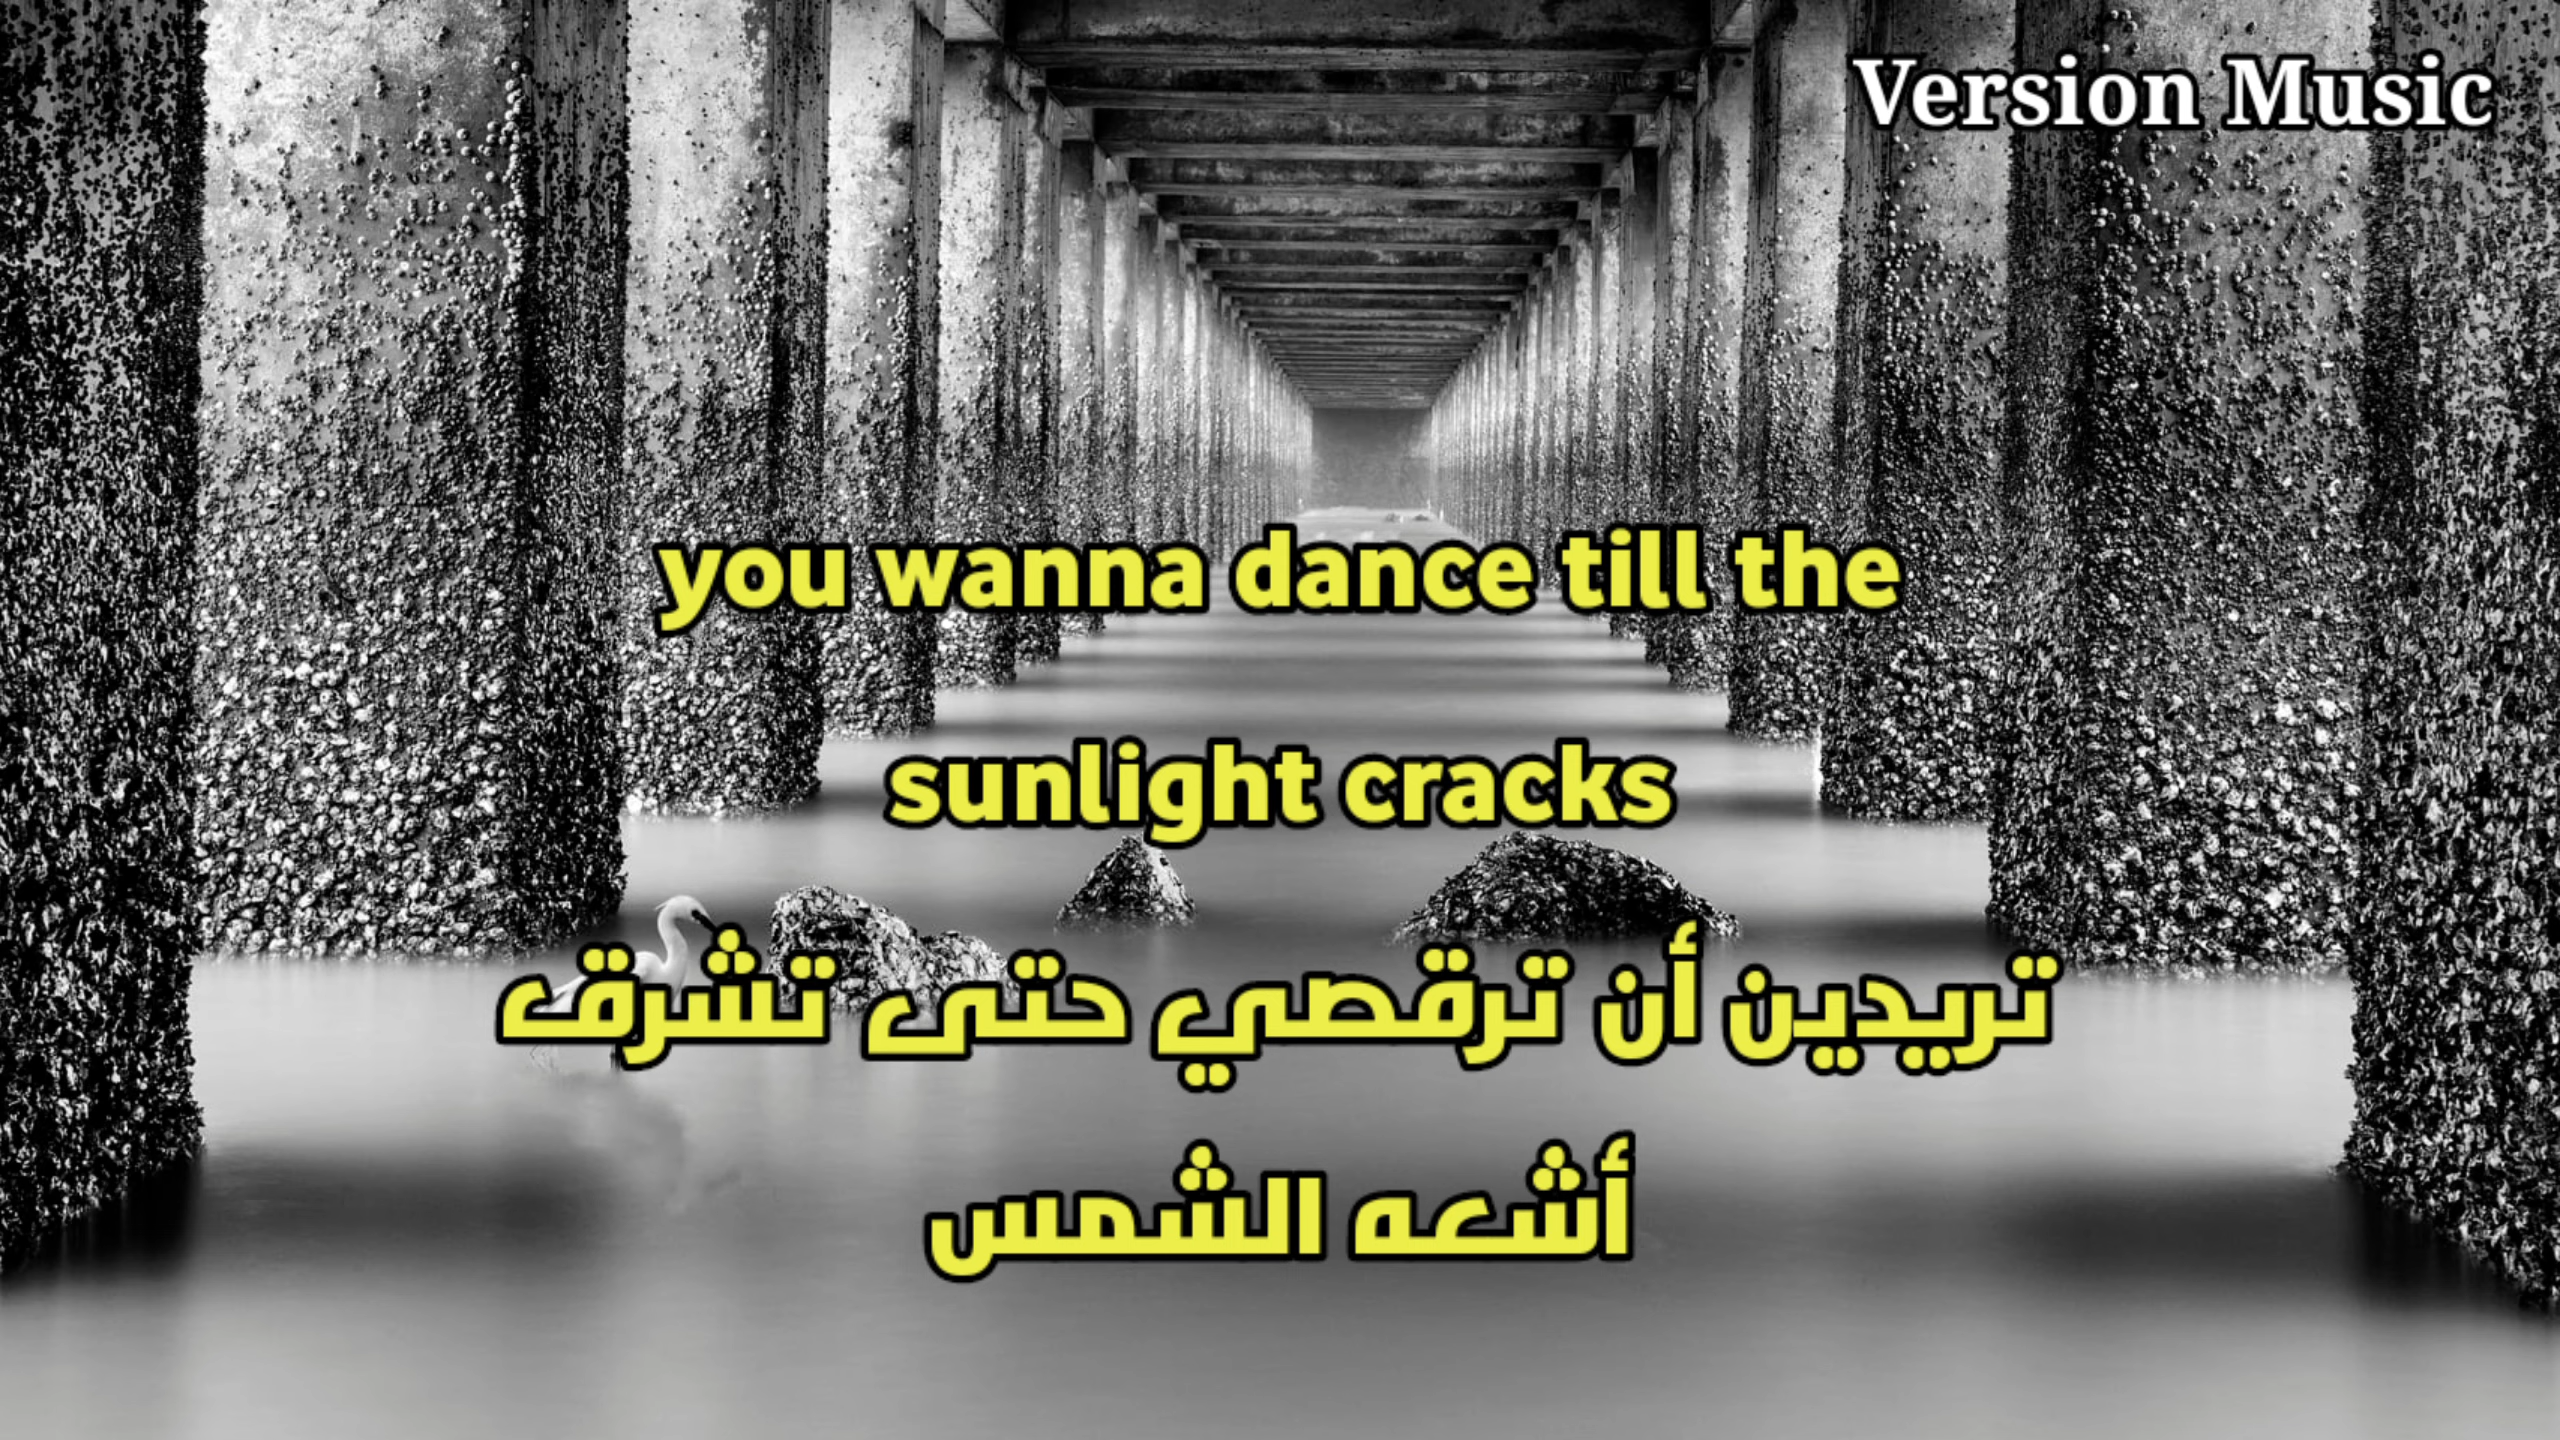 Version Music
you wanna dance till the
sunlight cracks
تريدين أن ترقصي حتى تشرق
أشعه الشمس